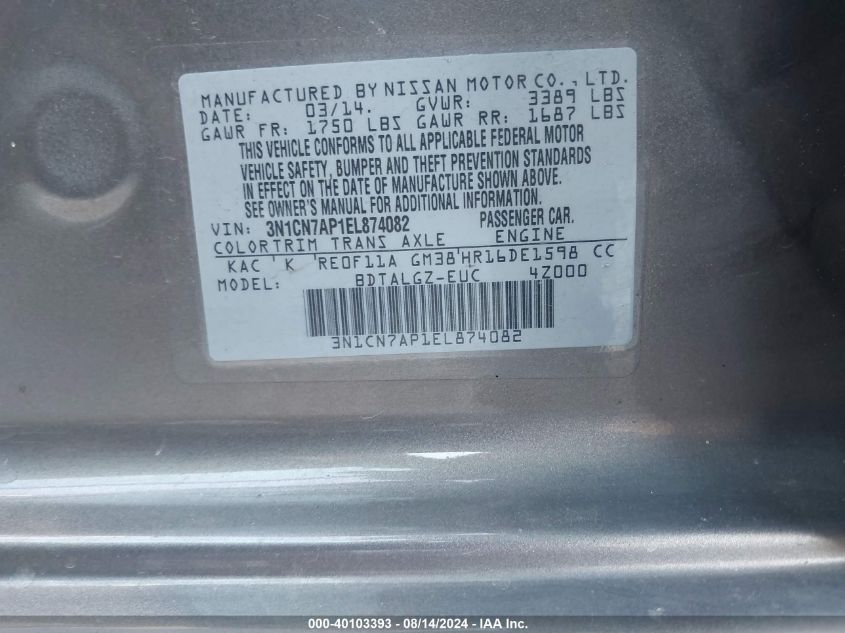 MANUFACTURED BY NISSAN MOTOR CO., LTD.
DATE: 03/14. GVWR: 3389 LBS
GAWR FR: 1750 LBS GAWR RR: 1687 LBS
THIS VEHICLE CONFORMS TO ALL APPLICABLE FEDERAL MOTOR
VEHICLE SAFETY, BUMPER AND THEFT PREVENTION STANDARDS
IN EFFECT ON THE DATE OF MANUFACTURE SHOWN ABOVE.
SEE OWNER'S MANUAL FOR ADDITIONAL INFORMATION.
VIN: 3N1CN7AP1EL874082 PASSENGER CAR.
COLORTRIM TRANS AXLE ENGINE
KAC K RE0F11A GM38 HR16DE1598 CC
MODEL: BDTALGZ-EUC 4Z000
3N1CN7AP1EL874082
000-40103393 - 08/14/2024 - IAA Inc.